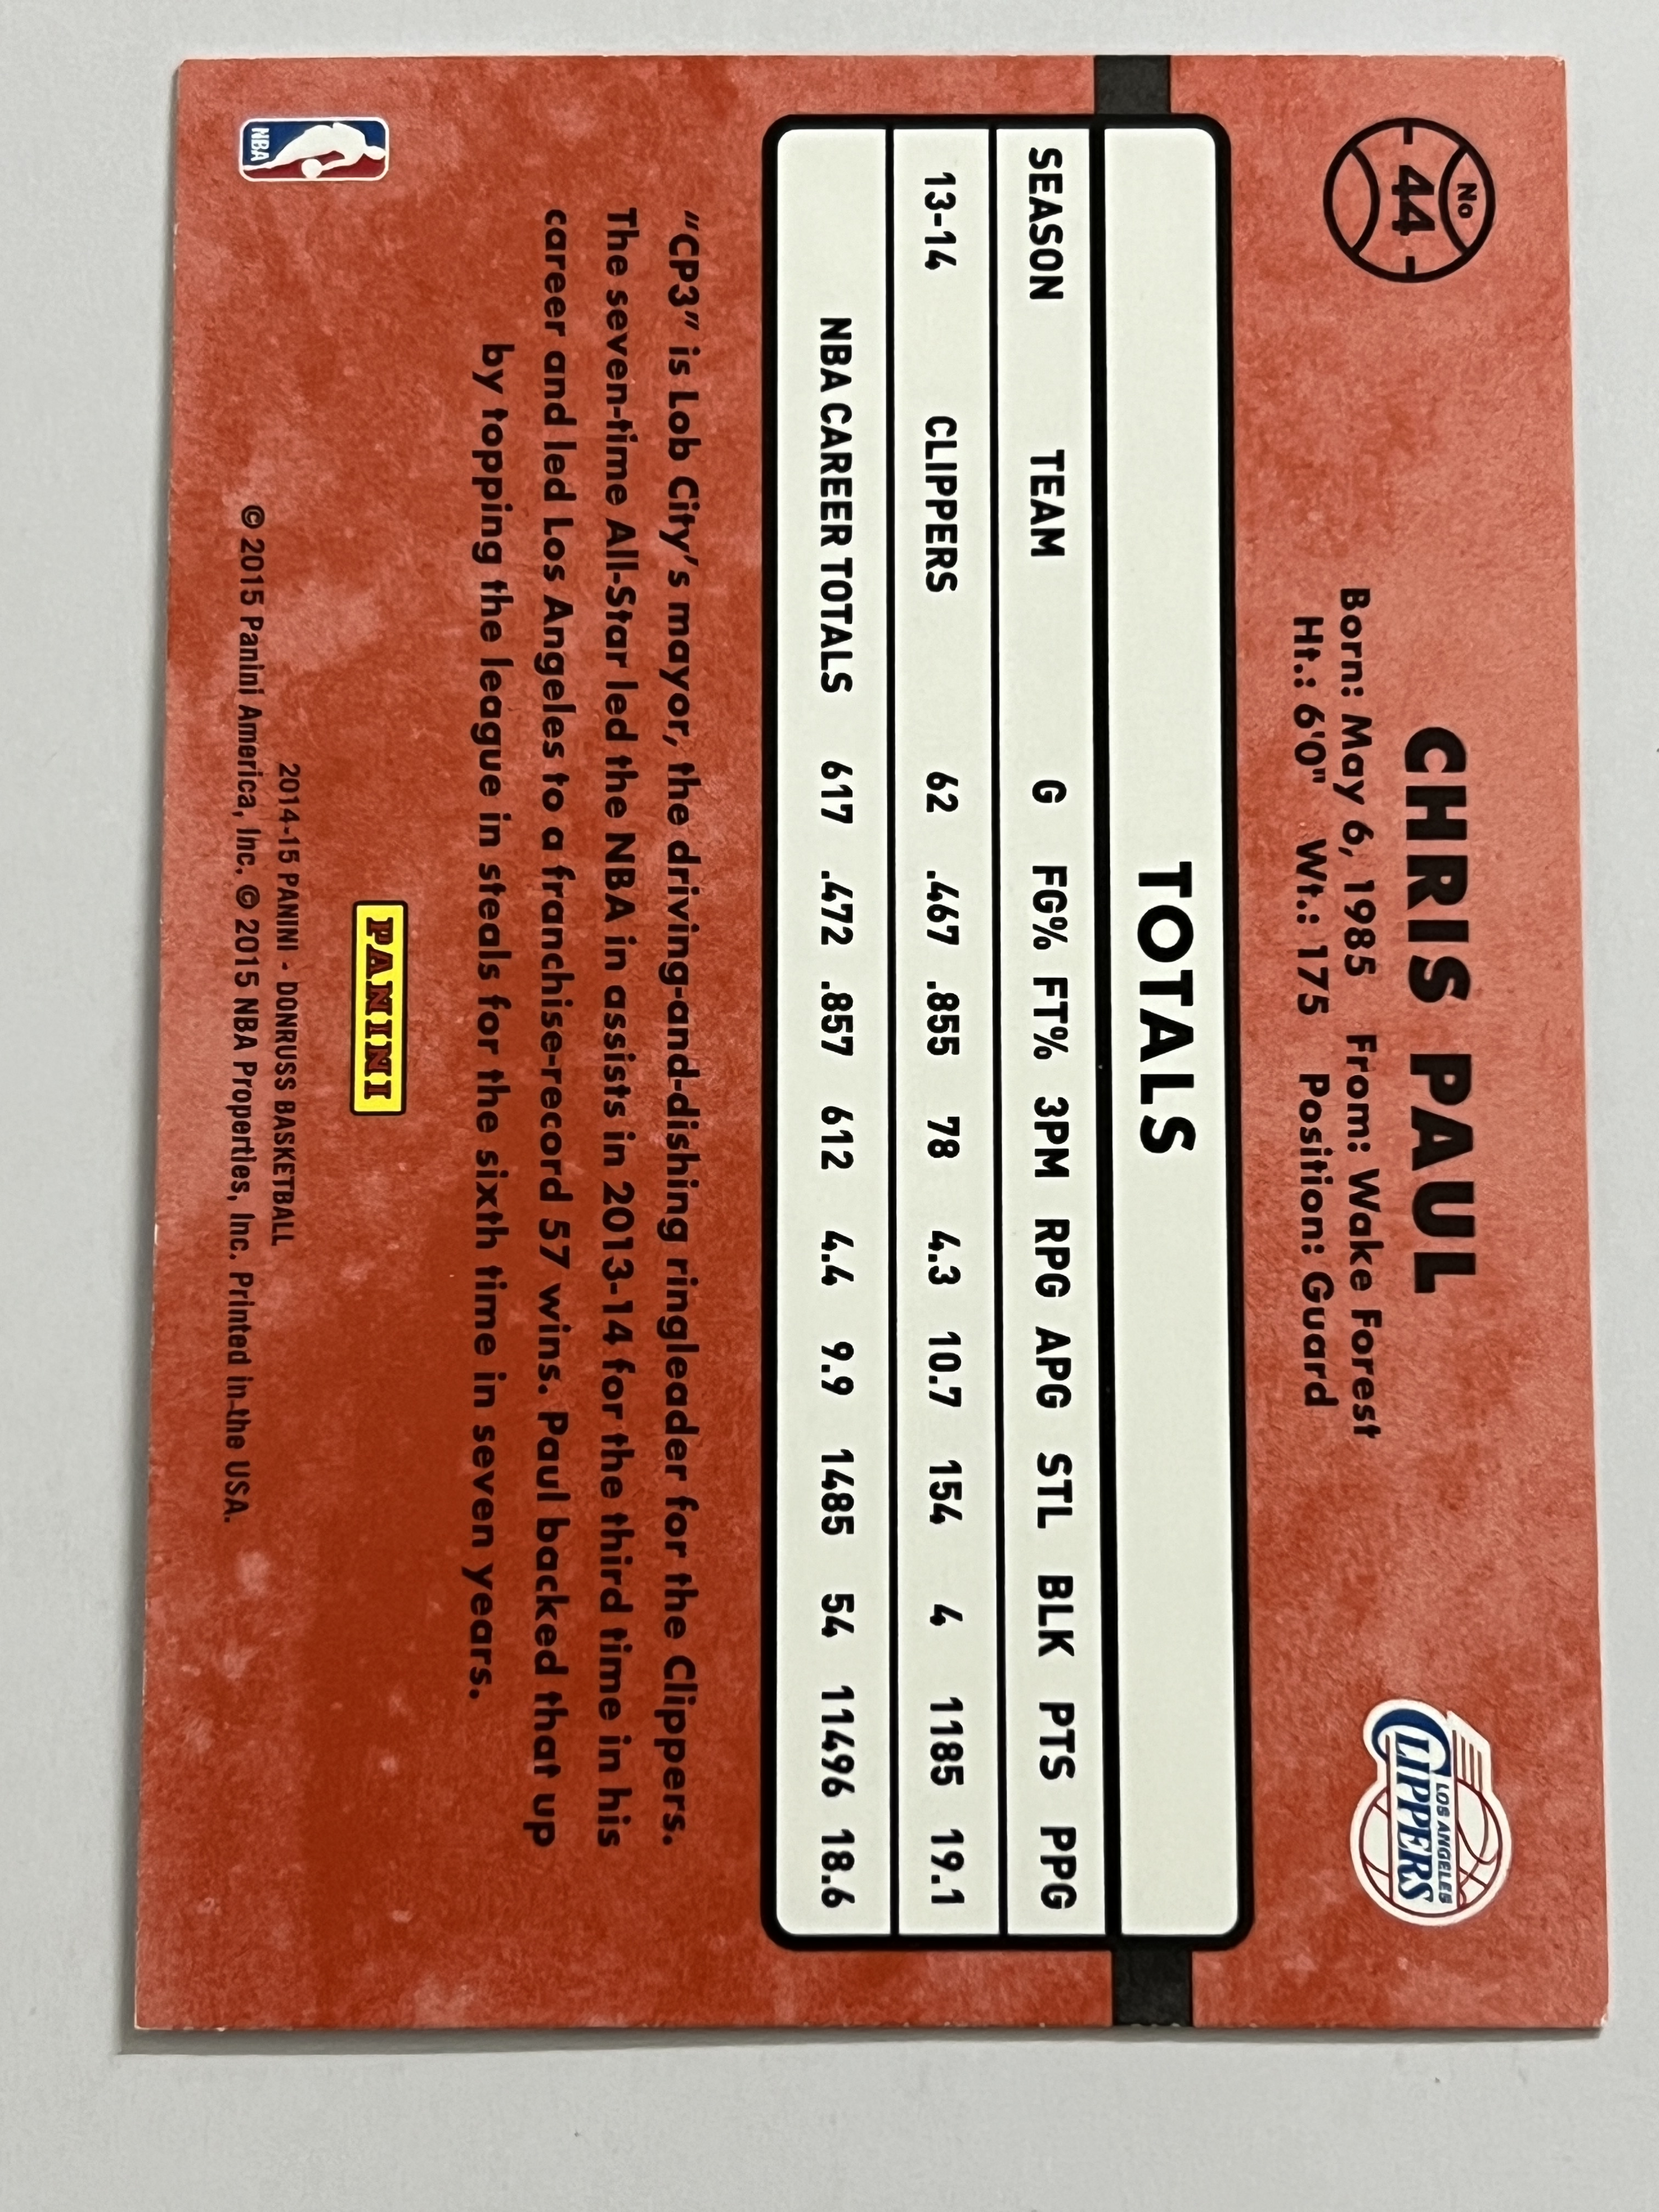 No
44
CHRIS PAUL
Born: May 6, 1985 From: Wake Forest
Ht.: 6'0" Wt.: 175 Position: Guard
LOS ANGELES
CLIPPERS
TOTALS
SEASON TEAM G FG% FT% 3PM RPG APG STL BLK PTS PPG
13-14 CLIPPERS 62 .467 .855 78 4.3 10.7 154 4 1185 19.1
NBA CAREER TOTALS 617 .472 .857 612 4.4 9.9 1485 54 11496 18.6
"CP3" is Lob City's mayor, the driving-and-dishing ringleader for the Clippers.
The seven-time All-Star led the NBA in assists in 2013-14 for the third time in his
career and led Los Angeles to a franchise-record 57 wins. Paul backed that up
by topping the league in steals for the sixth time in seven years.
NBA
PANINI
2014-15 PANINI - DONRUSS BASKETBALL
© 2015 Panini America, Inc. © 2015 NBA Properties, Inc. Printed in the USA.